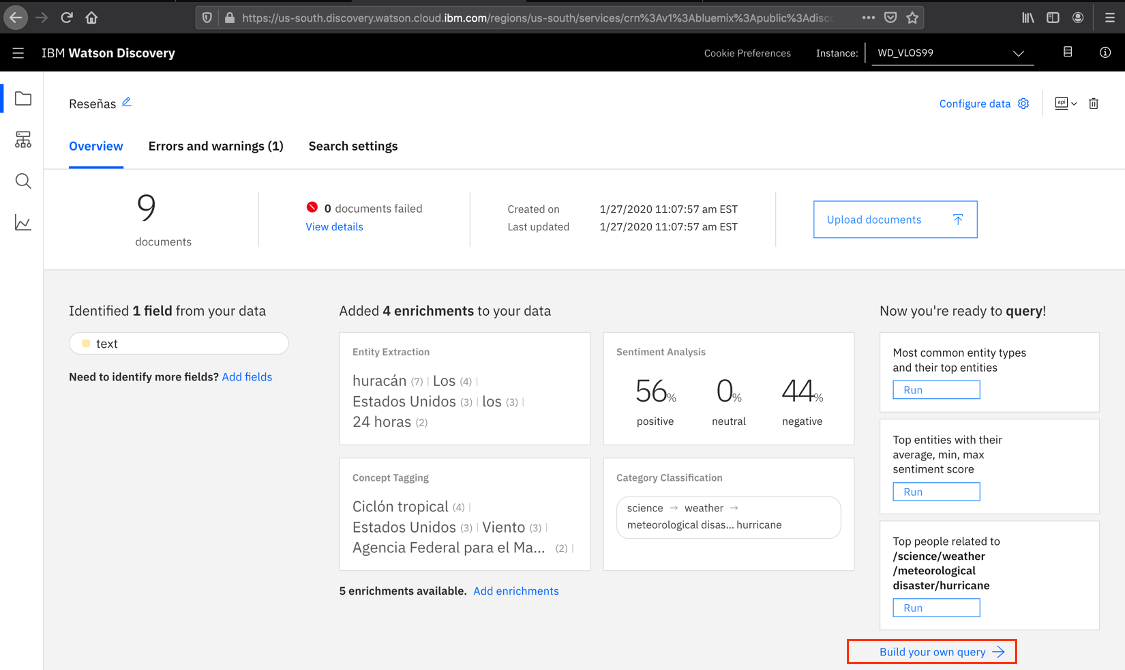 https://us-south.discovery.watson.cloud.ibm.com/regions/us-south/services/crn%3Av1%3Abluemix%3Apublic%3Adisc
IBM Watson Discovery
Cookie Preferences
Instance:
WD_VLOS99
Reseñas
Configure data
Overview
Errors and warnings (1)
Search settings
9
documents
0 documents failed
View details
Created on 1/27/2020 11:07:57 am EST
Last updated 1/27/2020 11:07:57 am EST
Upload documents
Identified 1 field from your data
text
Need to identify more fields? Add fields
Added 4 enrichments to your data
Entity Extraction
huracán (7) | Los (4) |
Estados Unidos (3) | los (3) |
24 horas (2)
Sentiment Analysis
56% 0% 44%
positive neutral negative
Concept Tagging
Ciclón tropical (4) |
Estados Unidos (3) | Viento (3) |
Agencia Federal para el Ma... (2) |
Category Classification
science → weather →
meteorological disas... hurricane
5 enrichments available. Add enrichments
Now you're ready to query!
Most common entity types
and their top entities
Run
Top entities with their
average, min, max
sentiment score
Run
Top people related to
/science/weather
/meteorological
disaster/hurricane
Run
Build your own query →